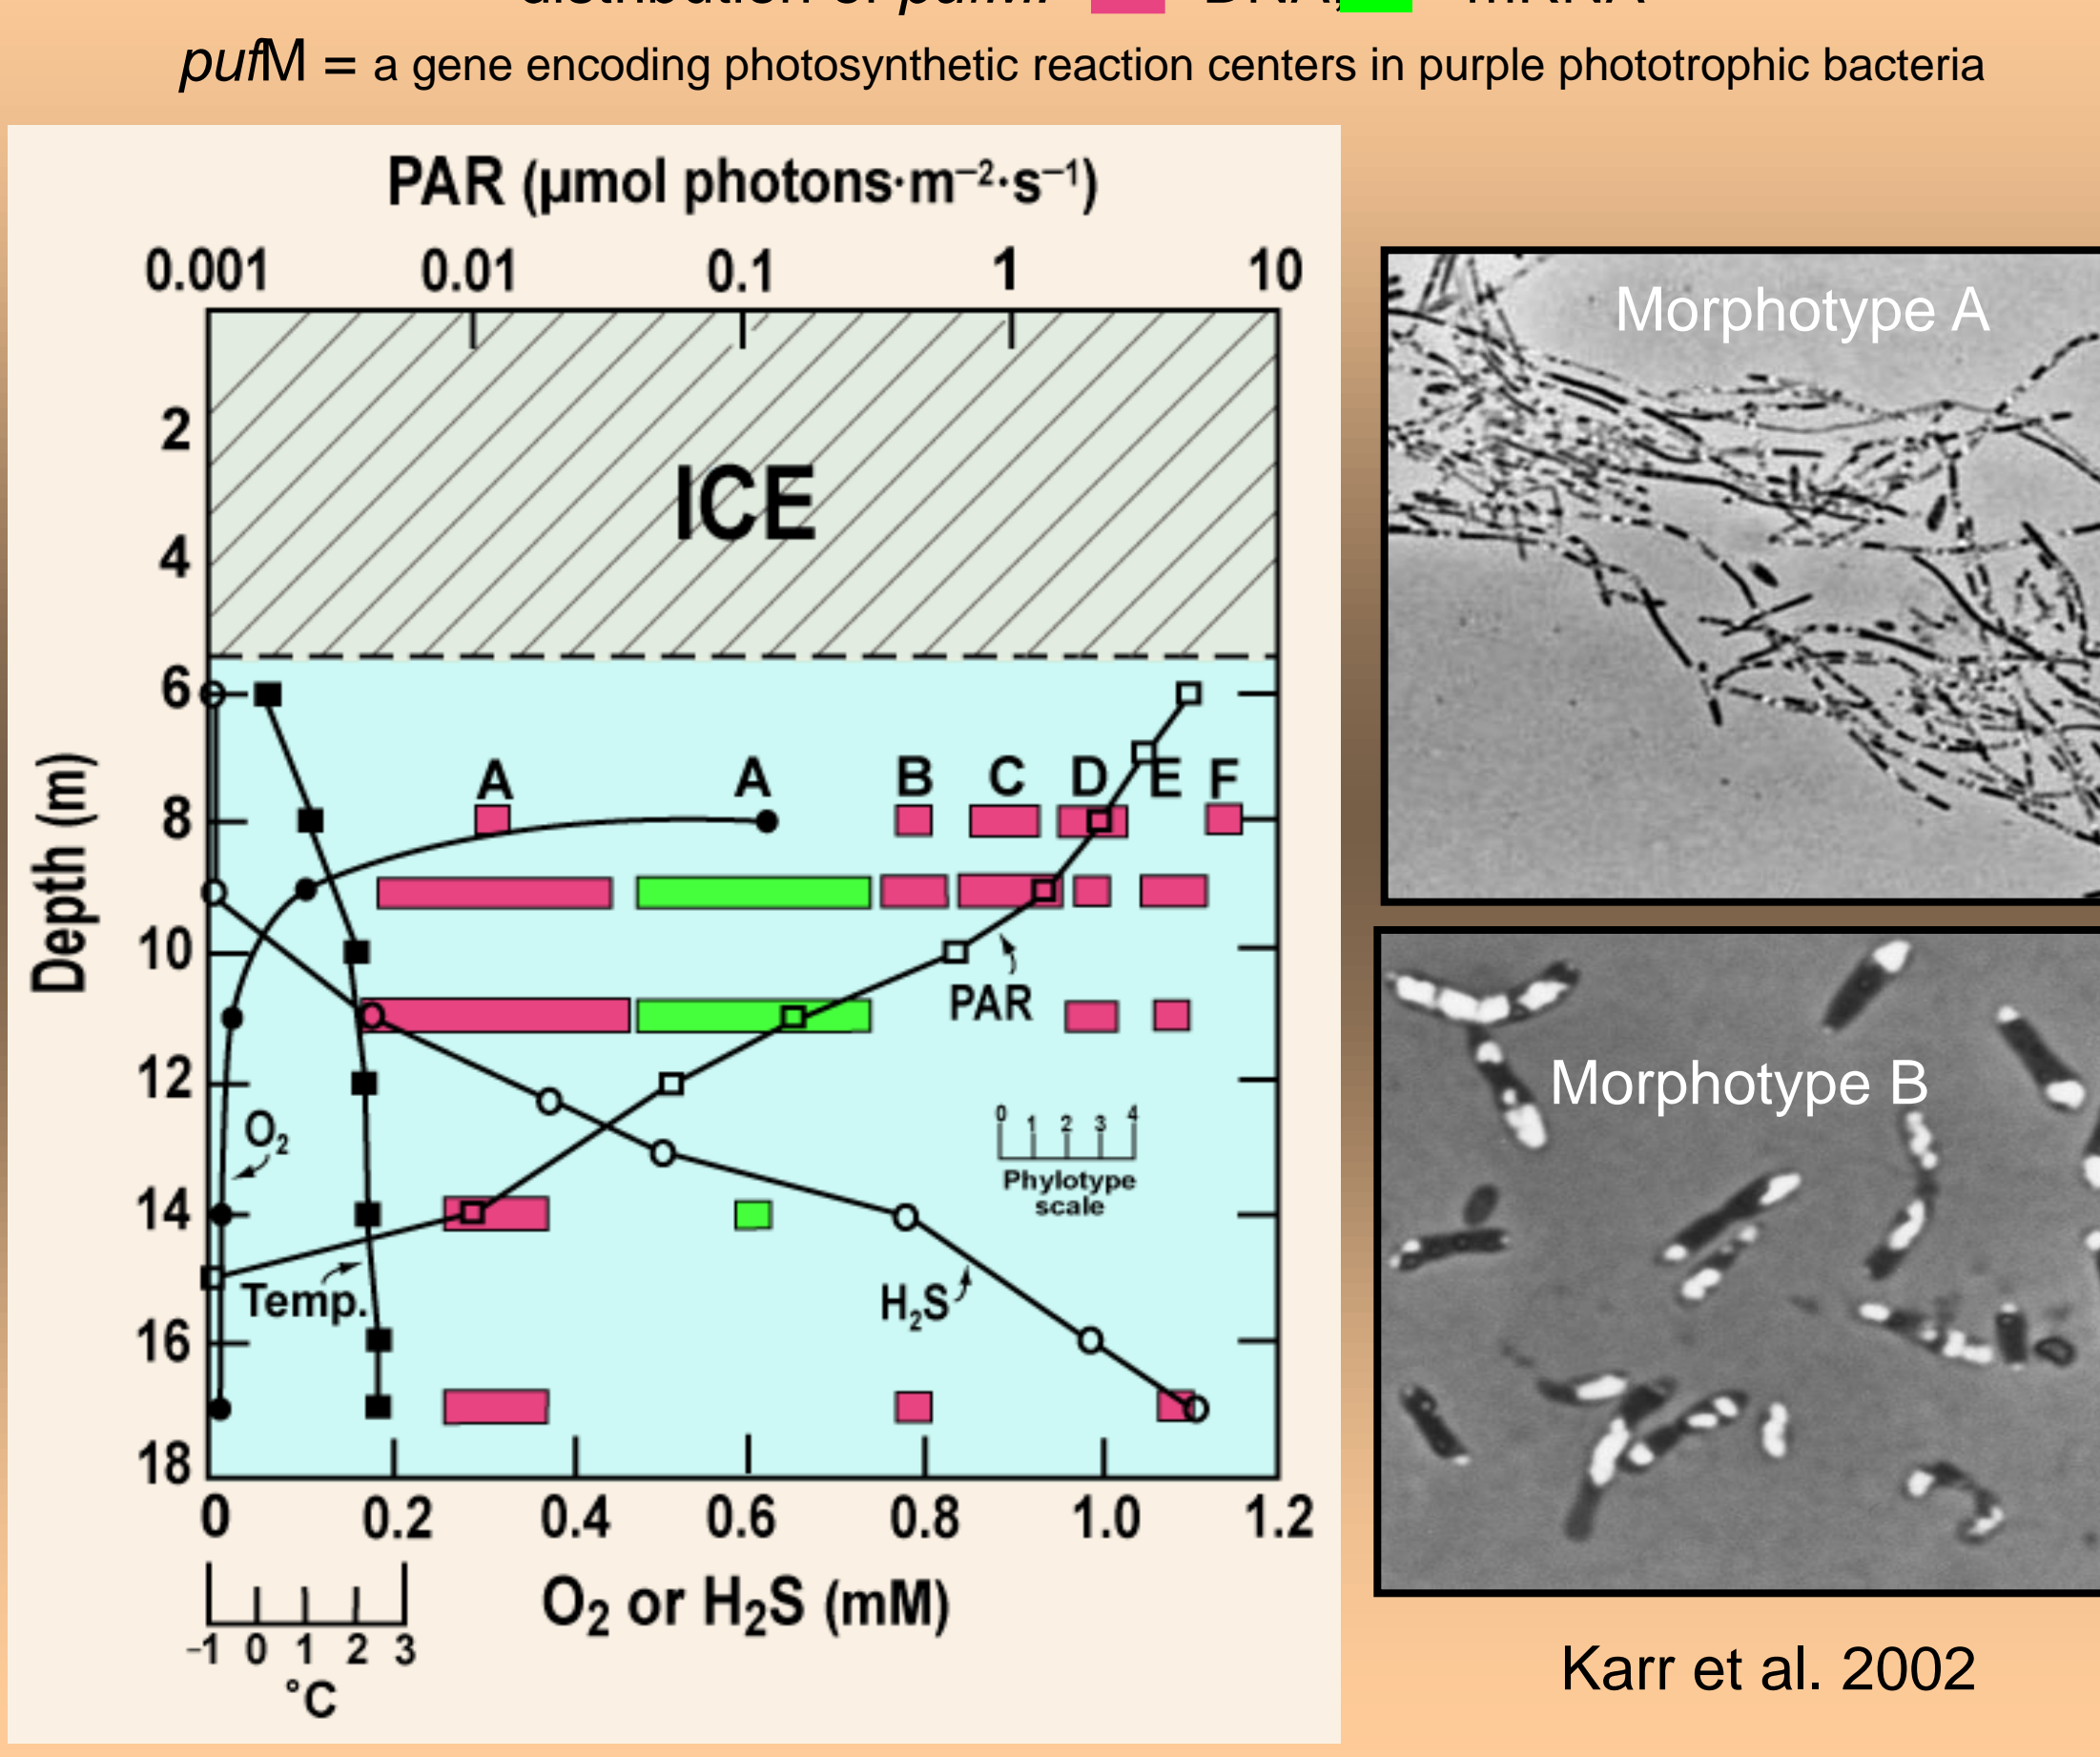 pufM = a gene encoding photosynthetic reaction centers in purple phototrophic bacteria
PAR (µmol photons·m–2·s–1)
0.001 0.01 0.1 1 10
ICE
Depth (m)
2
4
6
8
10
12
14
16
18
A A B C D E F
PAR
O2
0 1 2 3 4
Phylotype
scale
Temp.
H2S
0 0.2 0.4 0.6 0.8 1.0 1.2
O2 or H2S (mM)
–1 0 1 2 3
°C
Morphotype A
Morphotype B
Karr et al. 2002